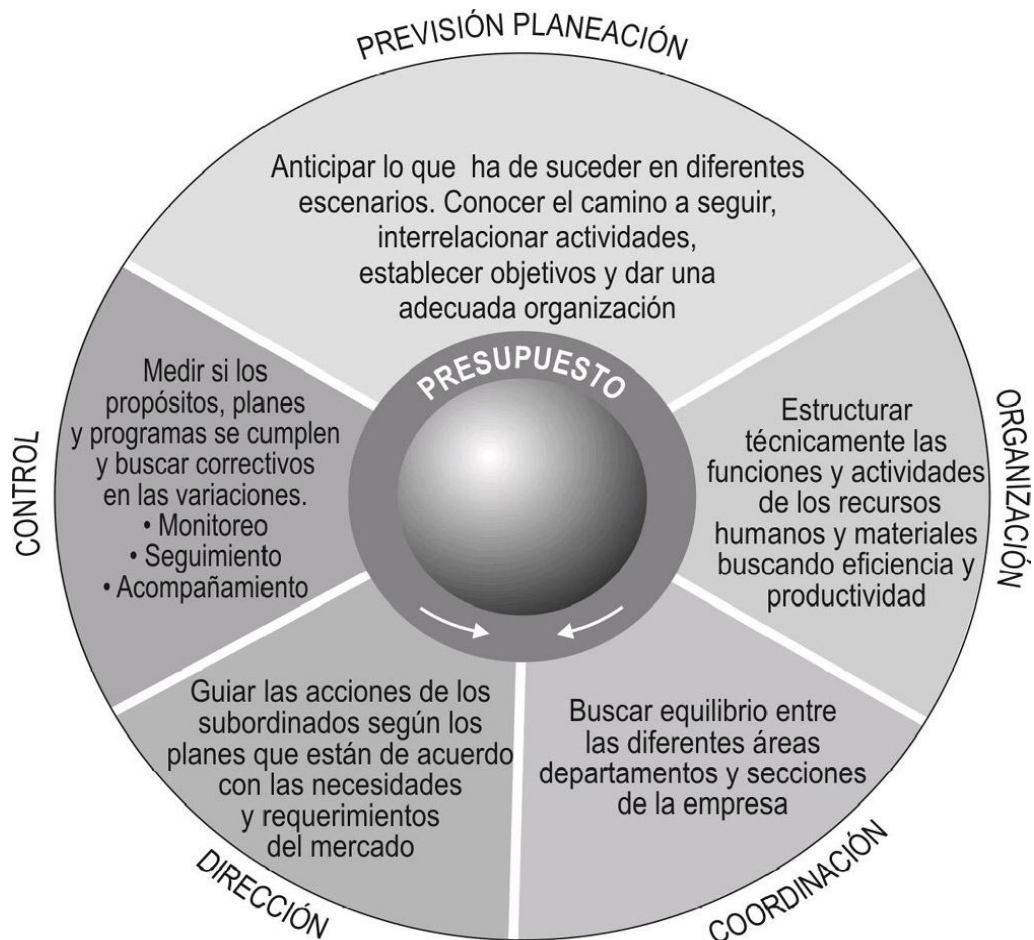 PREVISIÓN PLANEACIÓN
Anticipar lo que ha de suceder en diferentes
escenarios. Conocer el camino a seguir,
interrelacionar actividades,
establecer objetivos y dar una
adecuada organización
PRESUPUESTO
ORGANIZACIÓN
Estructurar
técnicamente las
funciones y actividades
de los recursos
humanos y materiales
buscando eficiencia y
productividad
COORDINACIÓN
Buscar equilibrio entre
las diferentes áreas
departamentos y secciones
de la empresa
DIRECCIÓN
Guiar las acciones de los
subordinados según los
planes que están de acuerdo
con las necesidades
y requerimientos
del mercado
CONTROL
Medir si los
propósitos, planes
y programas se cumplen
y buscar correctivos
en las variaciones.
• Monitoreo
• Seguimiento
• Acompañamiento